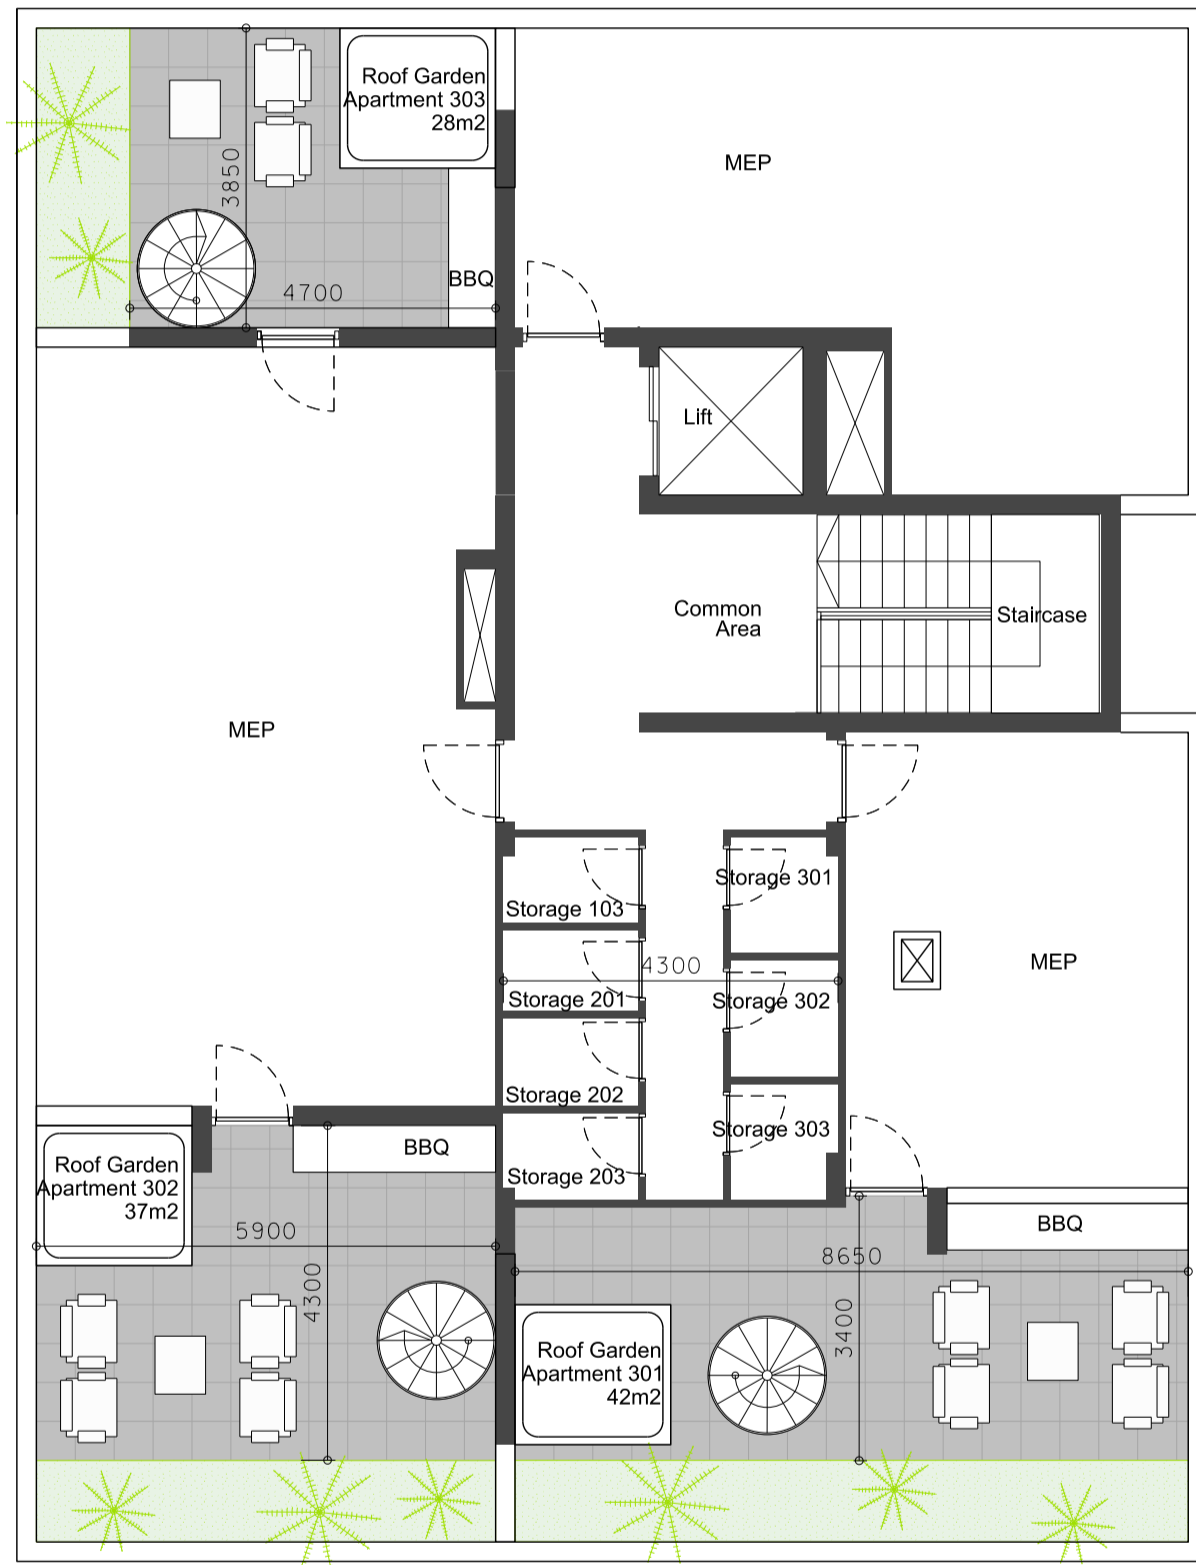 Roof Garden
Apartment 303
28m2
MEP
3850
BBQ
4700
Lift
Common
Area
Staircase
MEP
Storage 301
Storage 103
4300
MEP
Storage 201
Storage 302
Storage 202
Storage 303
BBQ
Roof Garden
Apartment 302
37m2
Storage 203
5900
BBQ
8650
4300
3400
Roof Garden
Apartment 301
42m2